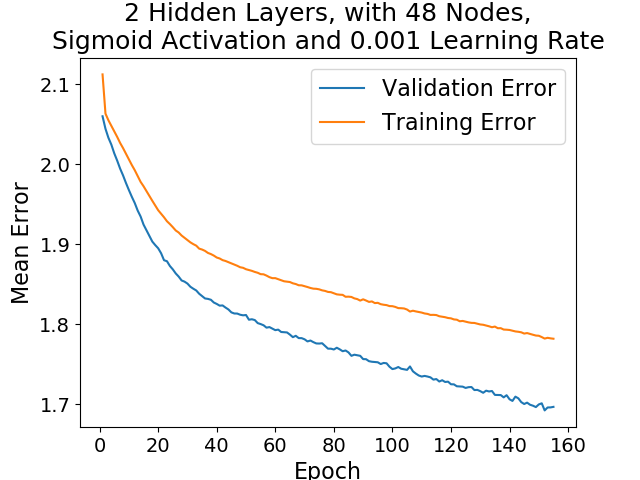 2 Hidden Layers, with 48 Nodes,
Sigmoid Activation and 0.001 Learning Rate
Validation Error
Training Error
Mean Error
2.1
2.0
1.9
1.8
1.7
0 20 40 60 80 100 120 140 160
Epoch